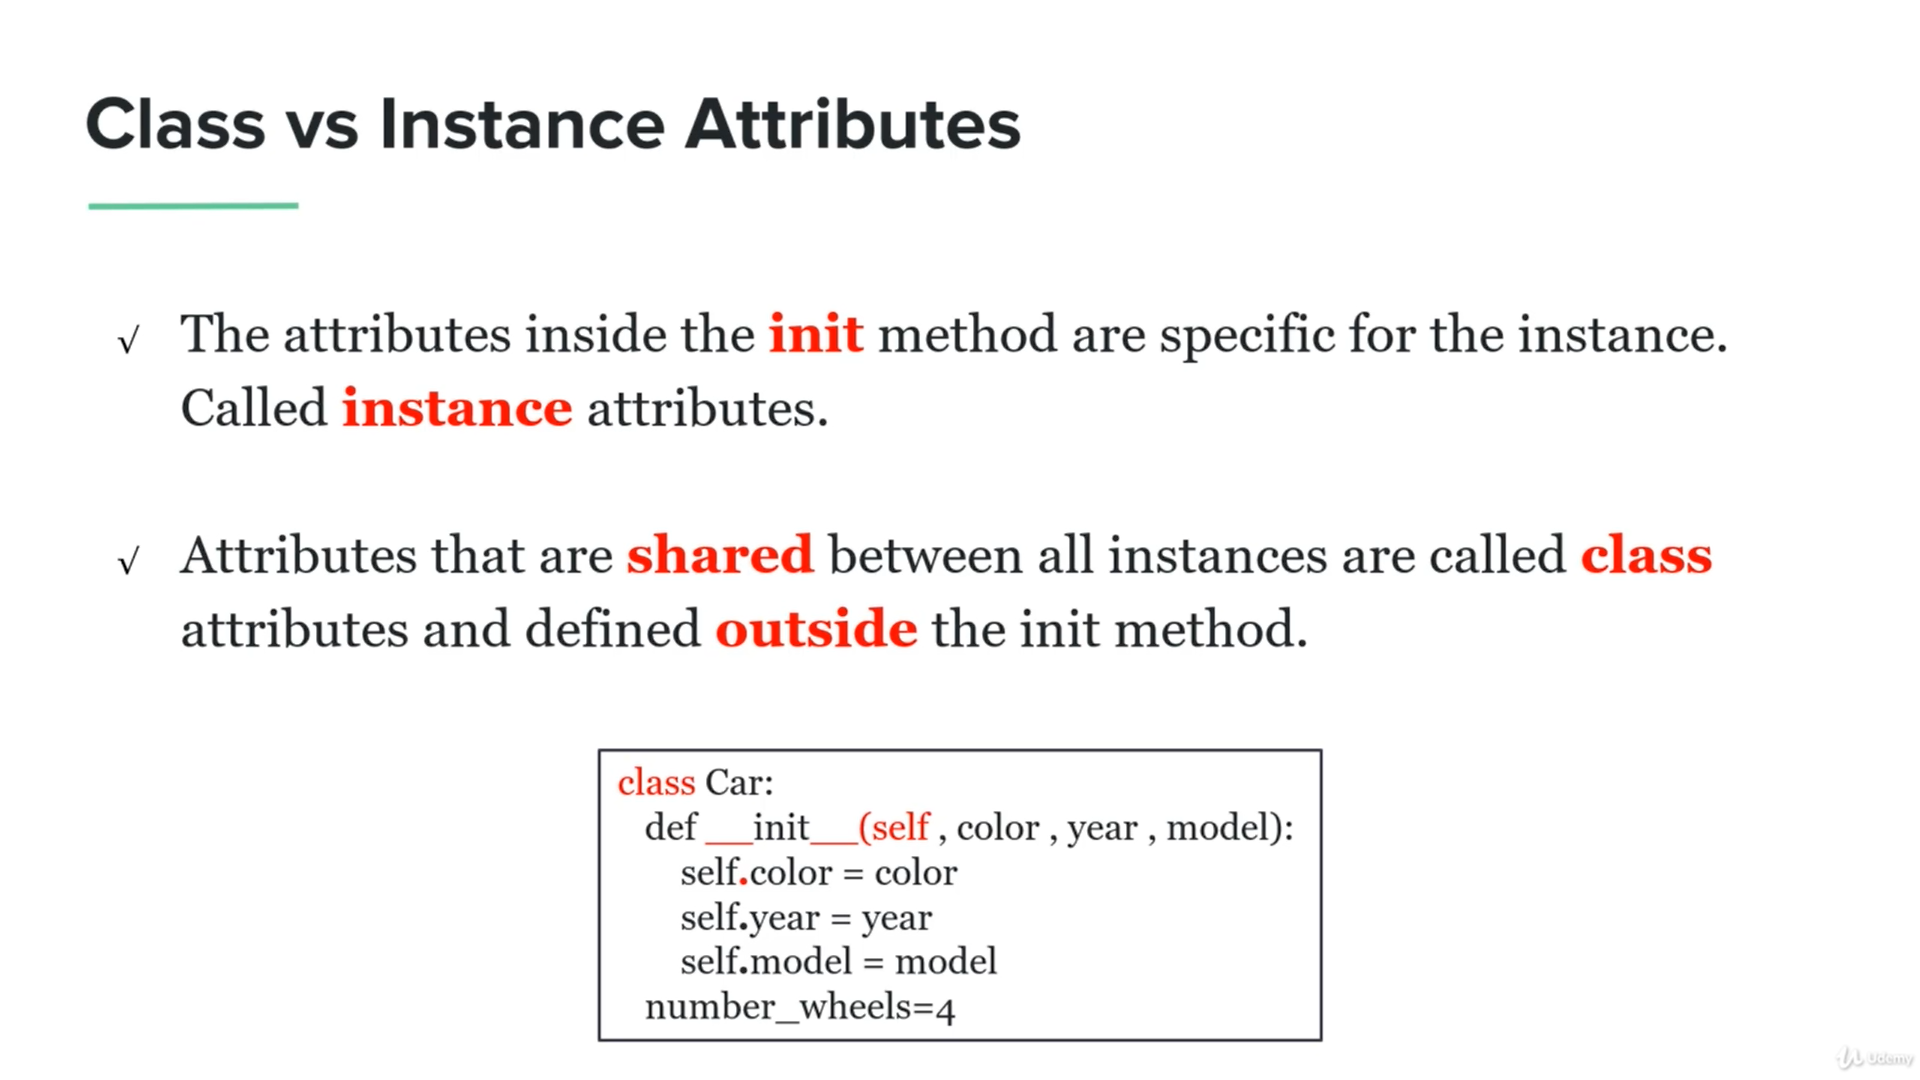 Class vs Instance Attributes
√ The attributes inside the init method are specific for the instance.
Called instance attributes.
√ Attributes that are shared between all instances are called class
attributes and defined outside the init method.
class Car:
def __init__(self , color , year , model):
self.color = color
self.year = year
self.model = model
number_wheels=4
Udemy